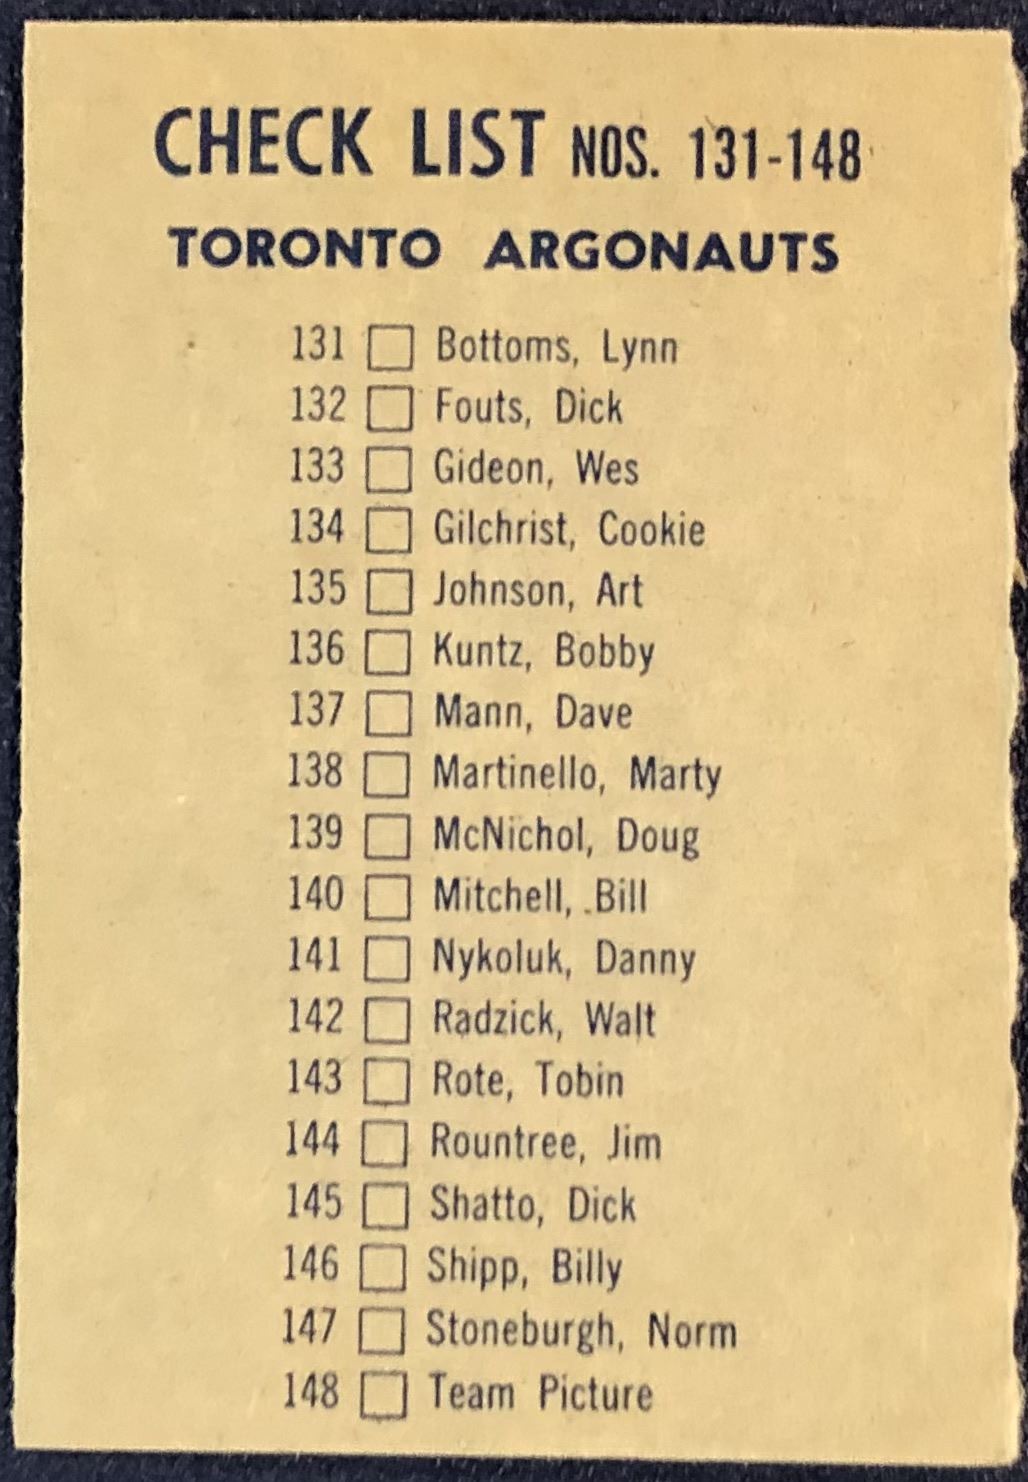 CHECK LIST NOS. 131-148
TORONTO ARGONAUTS
131 Bottoms, Lynn
132 Fouts, Dick
133 Gideon, Wes
134 Gilchrist, Cookie
135 Johnson, Art
136 Kuntz, Bobby
137 Mann, Dave
138 Martinello, Marty
139 McNichol, Doug
140 Mitchell, Bill
141 Nykoluk, Danny
142 Radzick, Walt
143 Rote, Tobin
144 Rountree, Jim
145 Shatto, Dick
146 Shipp, Billy
147 Stoneburgh, Norm
148 Team Picture